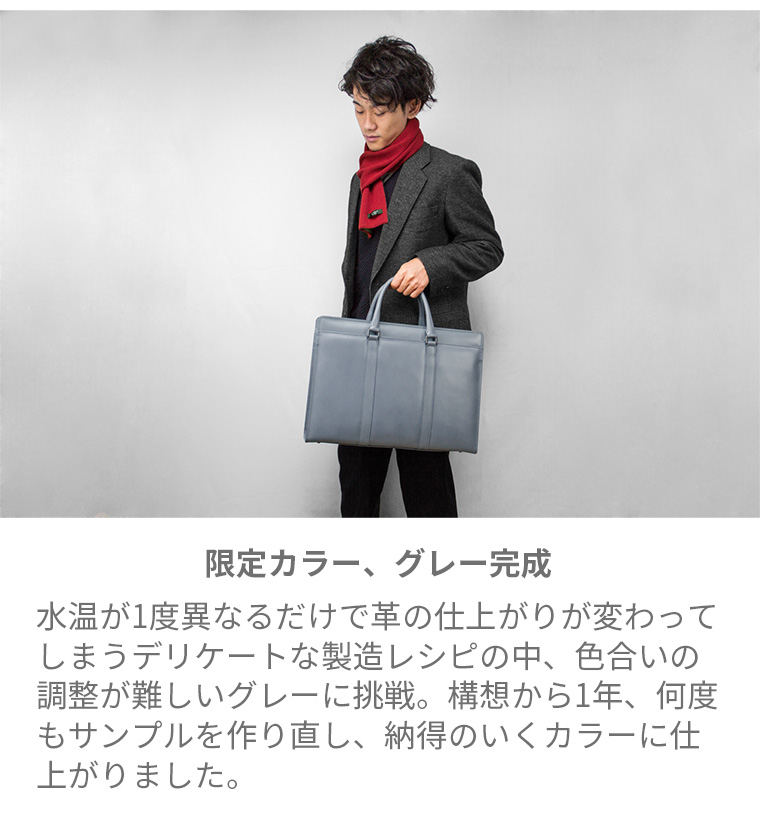 限定カラー、グレー完成
水温が1度異なるだけで革の仕上がりが変わって
しまうデリケートな製造レシピの中、色合いの
調整が難しいグレーに挑戦。構想から1年、何度
もサンプルを作り直し、納得のいくカラーに仕
上がりました。